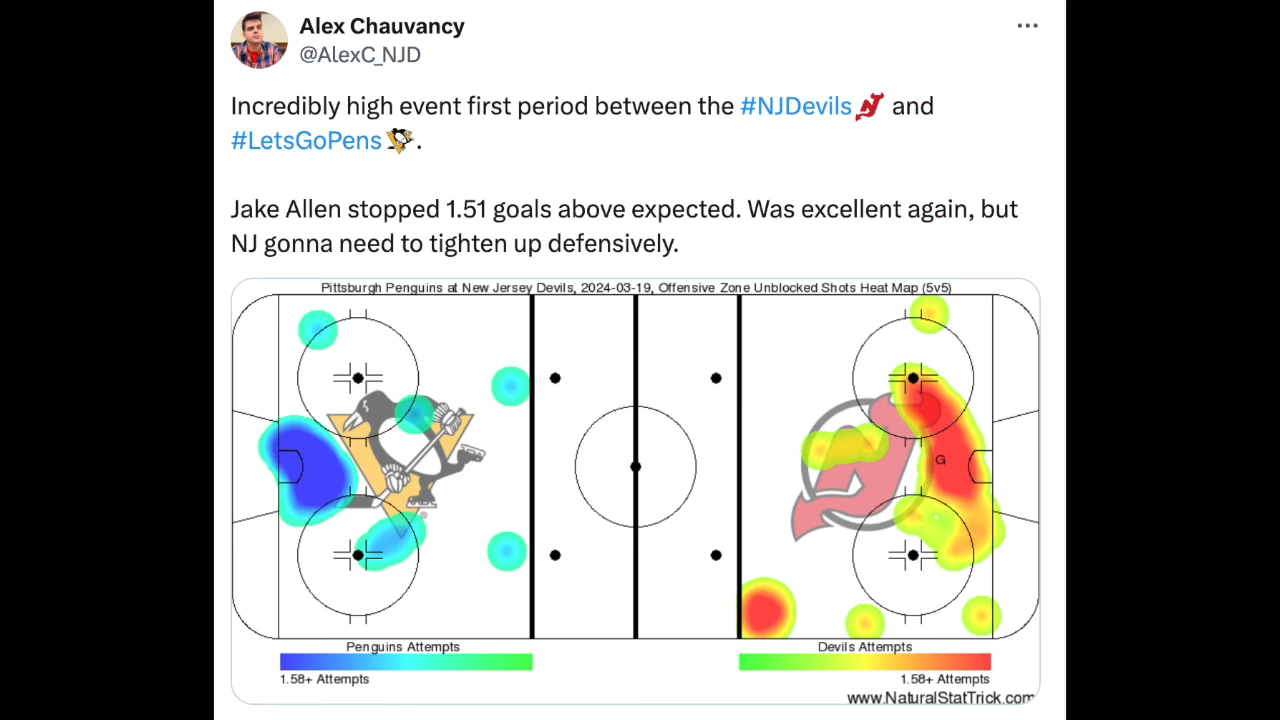 Alex Chauvancy
@AlexC_NJD
Incredibly high event first period between the #NJDevils and
#LetsGoPens .
Jake Allen stopped 1.51 goals above expected. Was excellent again, but
NJ gonna need to tighten up defensively.
Pittsburgh Penguins at New Jersey Devils, 2024-03-19, Offensive Zone Unblocked Shots Heat Map (5v5)
G
Penguins Attempts
Devils Attempts
1.58+ Attempts
1.58+ Attempts
www.NaturalStatTrick.com